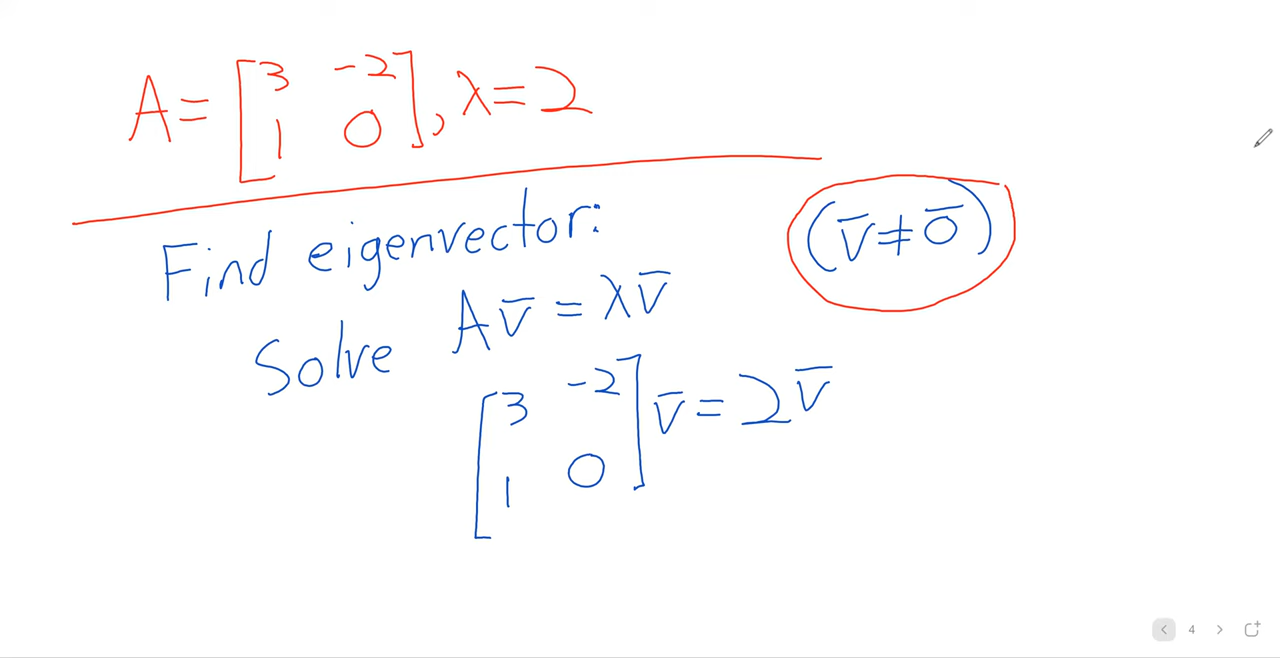 A = [3 -2; 1 0], λ = 2
Find eigenvector:
(v̄ ≠ 0̄)
Solve Av̄ = λv̄
[3 -2; 1 0] v̄ = 2v̄
4